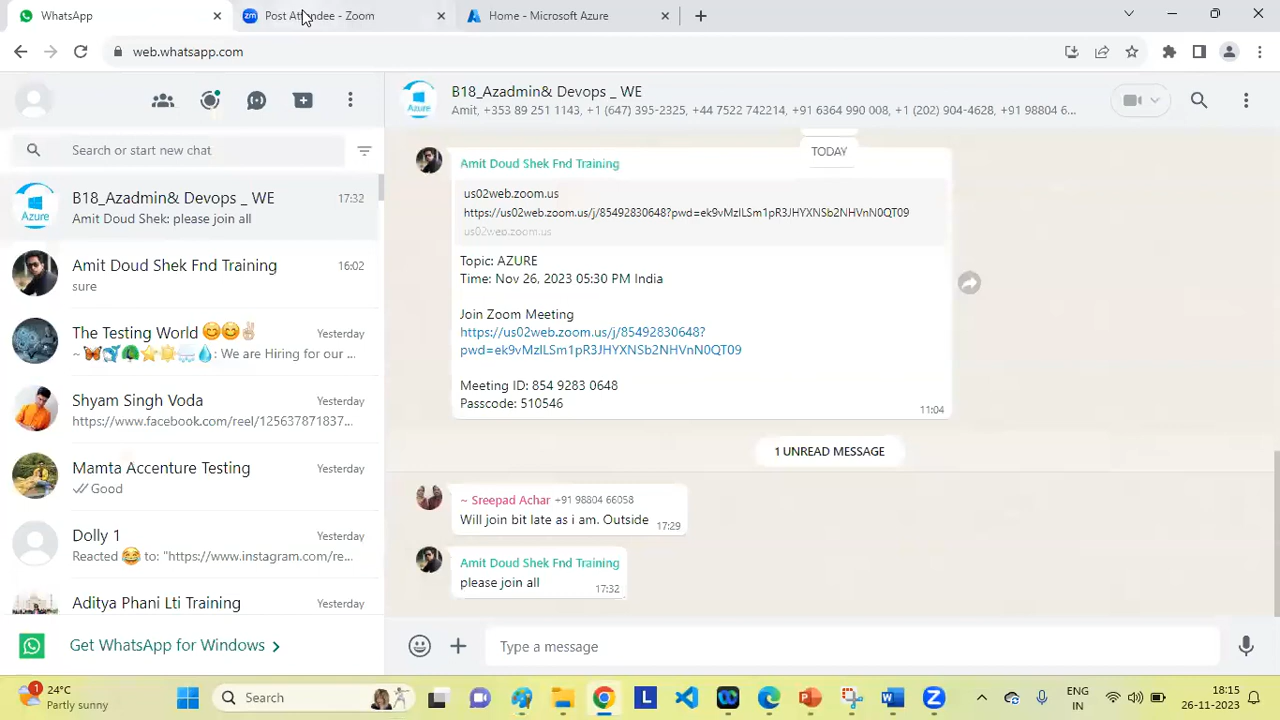 WhatsApp
zm Post Attendee - Zoom
Home - Microsoft Azure
web.whatsapp.com
B18_Azadmin& Devops _ WE
Amit, +353 89 251 1143, +1 (647) 395-2325, +44 7522 742214, +91 6364 990 008, +1 (202) 904-4628, +91 98804 6...
Azure
Search or start new chat
B18_Azadmin& Devops _ WE 17:32
Amit Doud Shek: please join all
Azure
Amit Doud Shek Fnd Training 16:02
sure
The Testing World 😊😊✌🏻 Yesterday
~🦋🐬🌳⭐☀️🌨️💧: We are Hiring for our ...
Shyam Singh Voda Yesterday
https://www.facebook.com/reel/125637871837...
Mamta Accenture Testing Yesterday
Good
Dolly 1 Yesterday
Reacted 😂 to: "https://www.instagram.com/re...
Aditya Phani Lti Training Yesterday
Get WhatsApp for Windows >
TODAY
Amit Doud Shek Fnd Training
us02web.zoom.us
https://us02web.zoom.us/j/85492830648?pwd=ek9vMzlLSm1pR3JHYXNSb2NHVnN0QT09
us02web.zoom.us
Topic: AZURE
Time: Nov 26, 2023 05:30 PM India
Join Zoom Meeting
https://us02web.zoom.us/j/85492830648?
pwd=ek9vMzlLSm1pR3JHYXNSb2NHVnN0QT09
Meeting ID: 854 9283 0648
Passcode: 510546
11:04
1 UNREAD MESSAGE
~ Sreepad Achar +91 98804 66058
Will join bit late as i am. Outside 17:29
Amit Doud Shek Fnd Training
please join all 17:32
Type a message
1
24°C
Partly sunny
Search
L
ENG
IN
18:15
26-11-2023